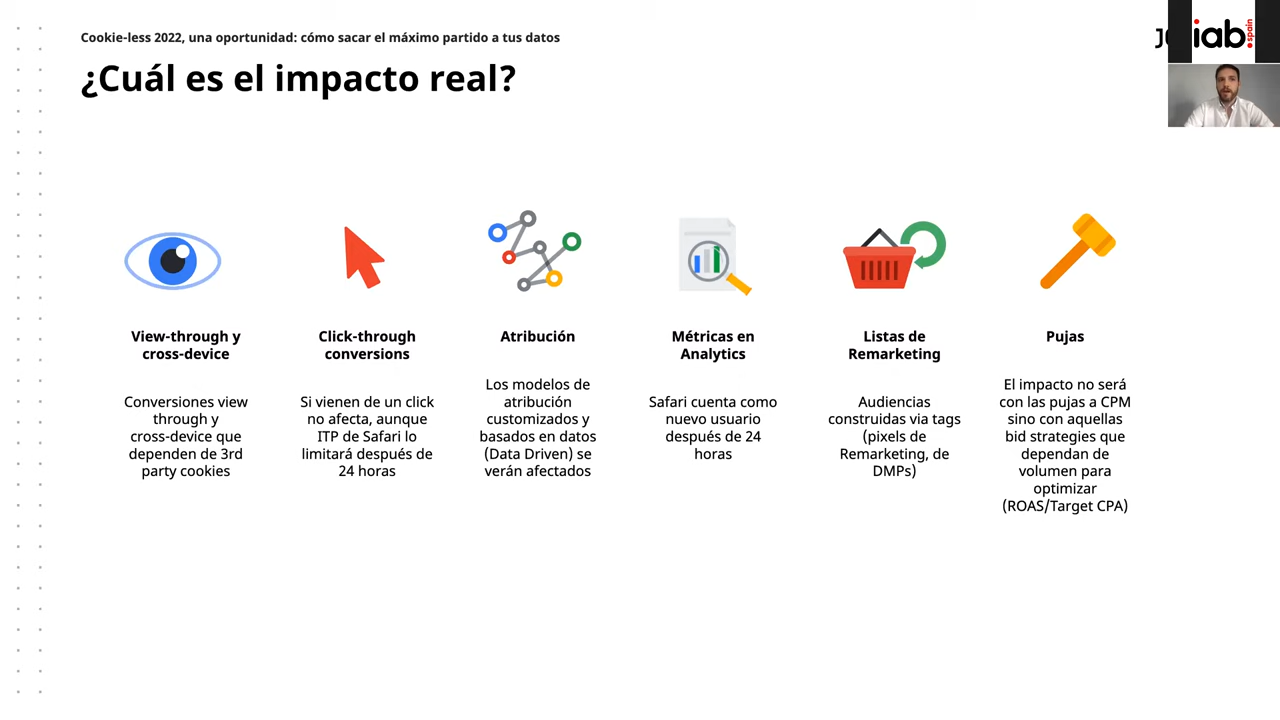 Cookie-less 2022, una oportunidad: cómo sacar el máximo partido a tus datos
¿Cuál es el impacto real?
iab
spain
View-through y
cross-device
Conversiones view
through y
cross-device que
dependen de 3rd
party cookies
Click-through
conversions
Si vienen de un click
no afecta, aunque
ITP de Safari lo
limitará después de
24 horas
Atribución
Los modelos de
atribución
customizados y
basados en datos
(Data Driven) se
verán afectados
Métricas en
Analytics
Safari cuenta como
nuevo usuario
después de 24
horas
Listas de
Remarketing
Audiencias
construidas via tags
(pixels de
Remarketing, de
DMPs)
Pujas
El impacto no será
con las pujas a CPM
sino con aquellas
bid strategies que
dependan de
volumen para
optimizar
(ROAS/Target CPA)